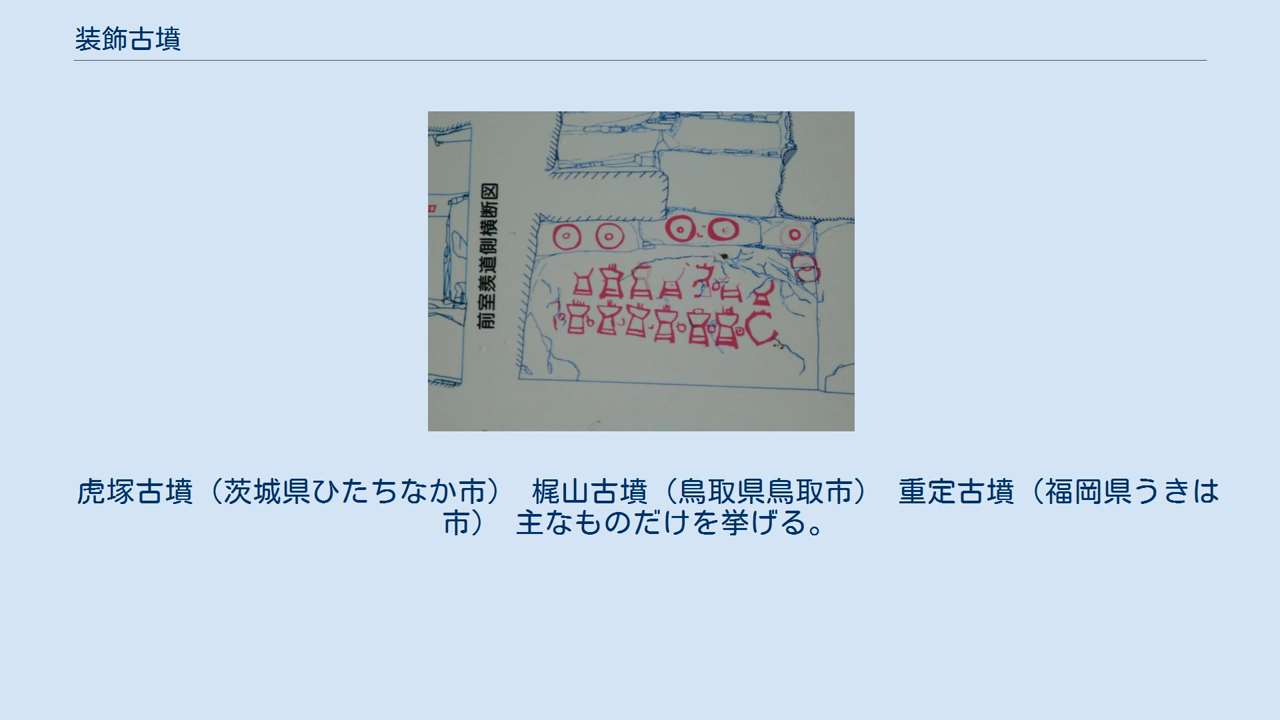 装飾古墳
前室羨道側横断図
虎塚古墳（茨城県ひたちなか市） 梶山古墳（鳥取県鳥取市） 重定古墳（福岡県うきは
市） 主なものだけを挙げる。